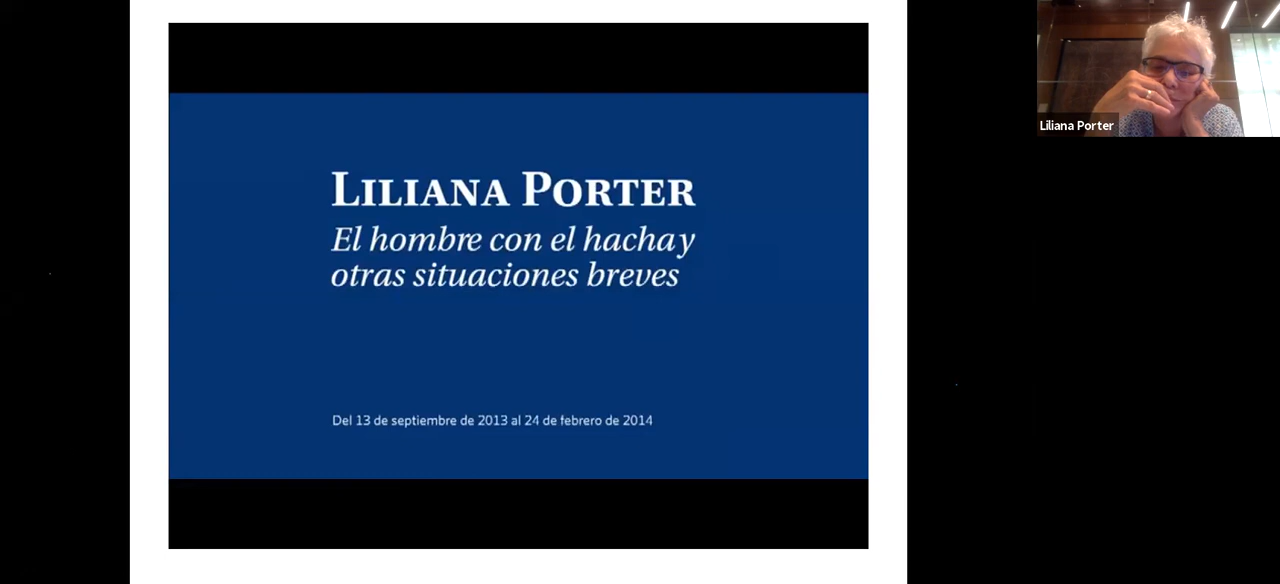 LILIANA PORTER
El hombre con el hacha y
otras situaciones breves
Del 13 de septiembre de 2013 al 24 de febrero de 2014
Liliana Porter